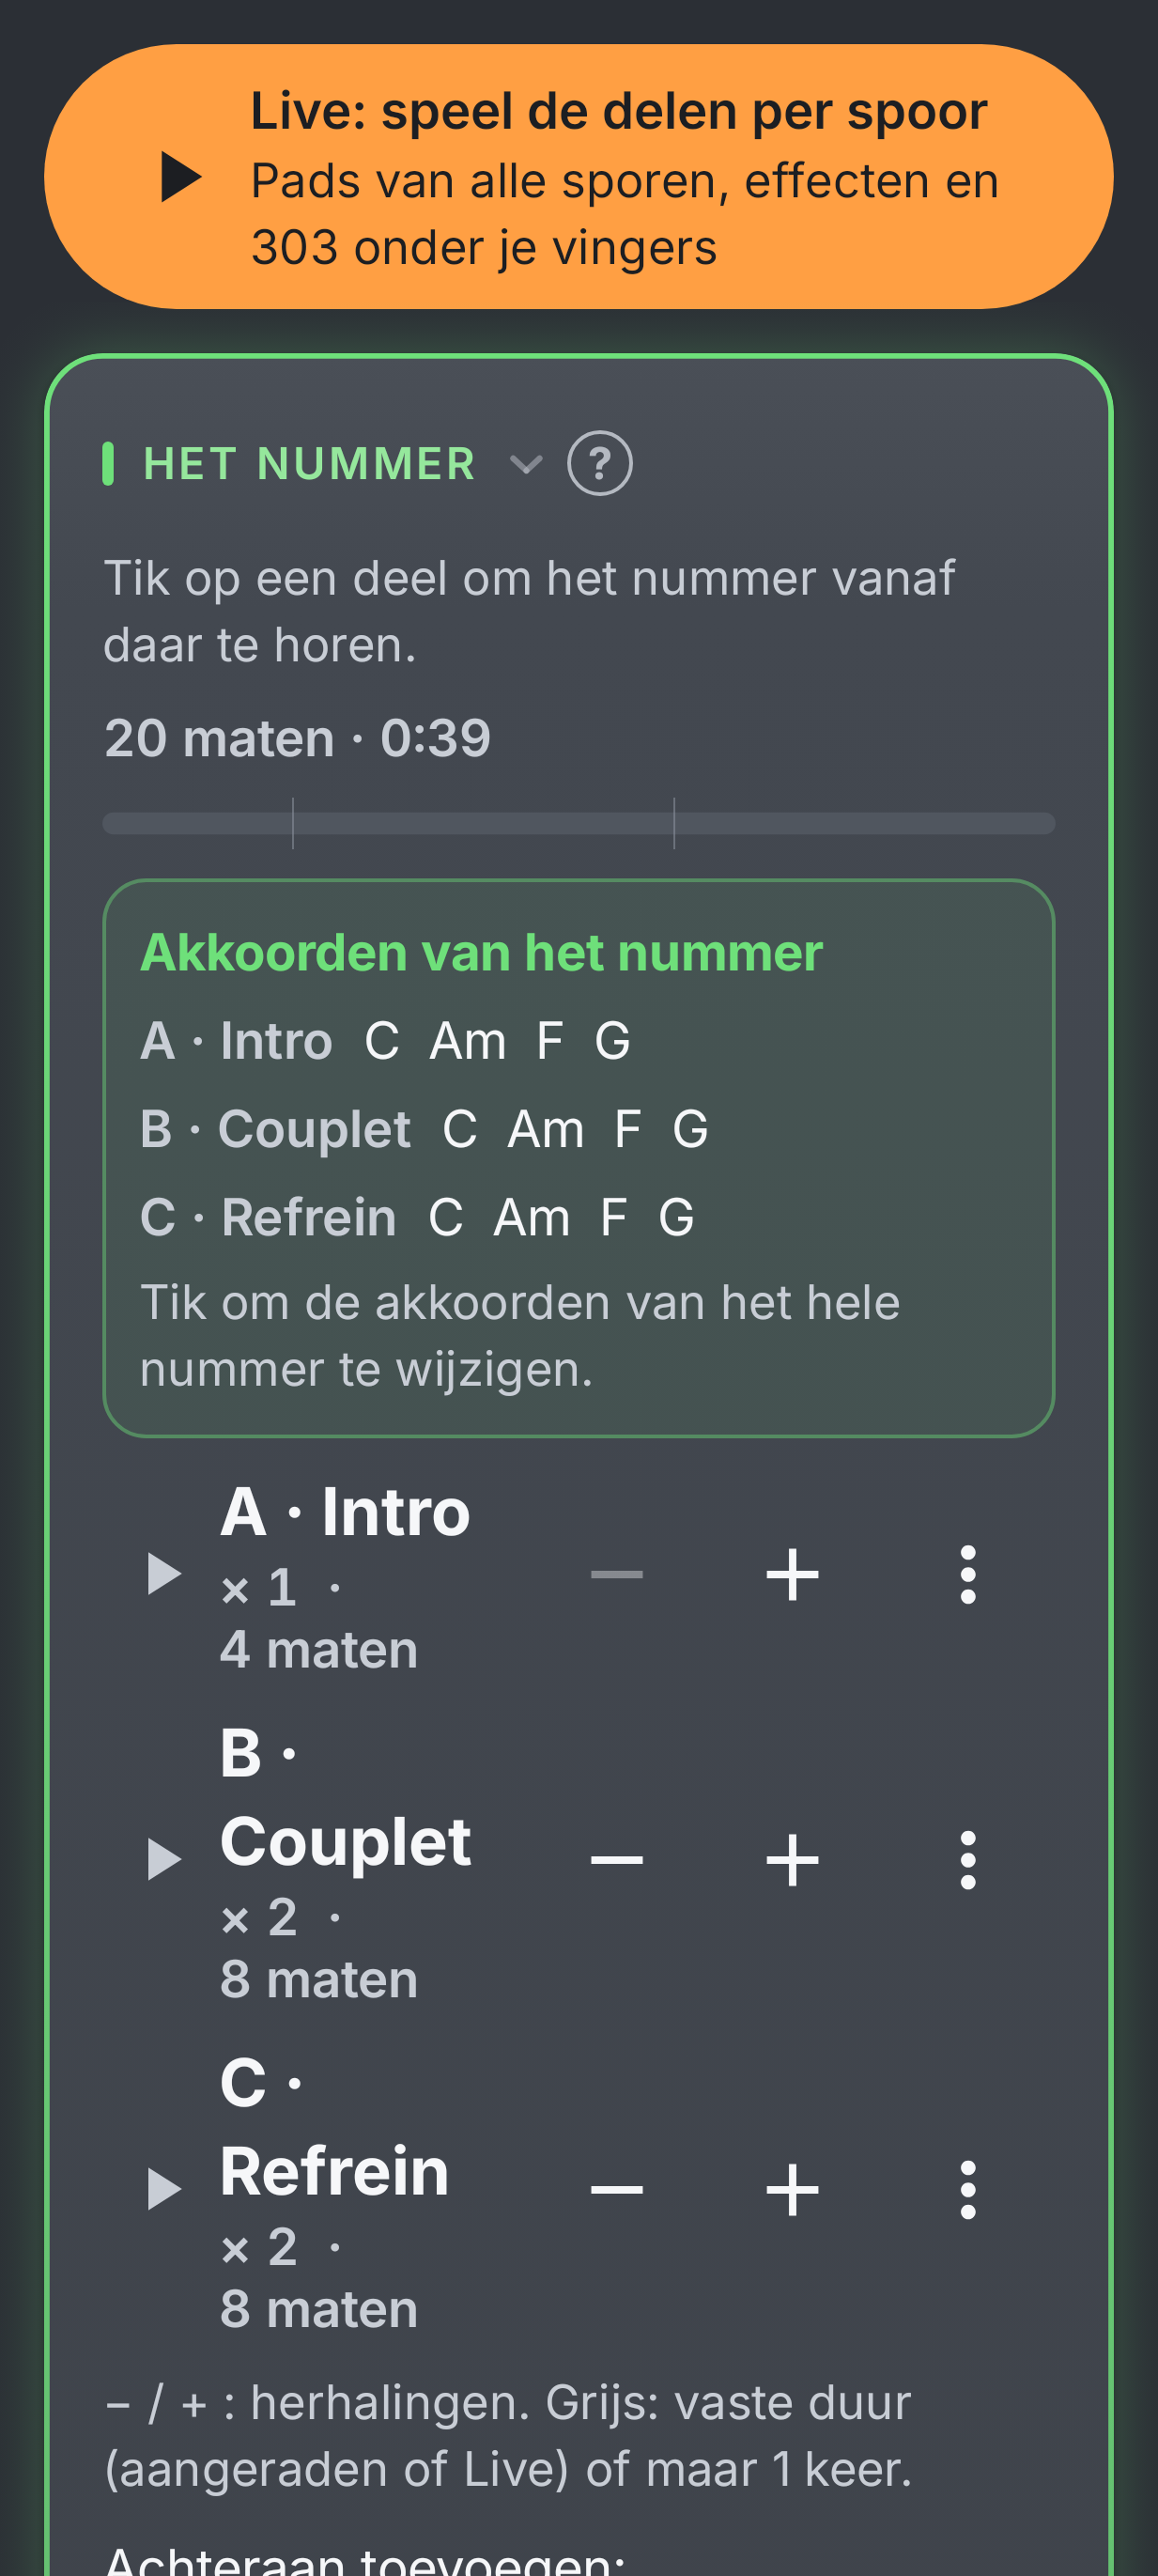 Live: speel de delen per spoor
Pads van alle sporen, effecten en
303 onder je vingers
HET NUMMER ?
Tik op een deel om het nummer vanaf
daar te horen.
20 maten · 0:39
Akkoorden van het nummer
A · Intro C Am F G
B · Couplet C Am F G
C · Refrein C Am F G
Tik om de akkoorden van het hele
nummer te wijzigen.
A · Intro
× 1 ·
4 maten
B ·
Couplet
× 2 ·
8 maten
C ·
Refrein
× 2 ·
8 maten
− / + : herhalingen. Grijs: vaste duur
(aangeraden of Live) of maar 1 keer.
Achteraan toevoegen: